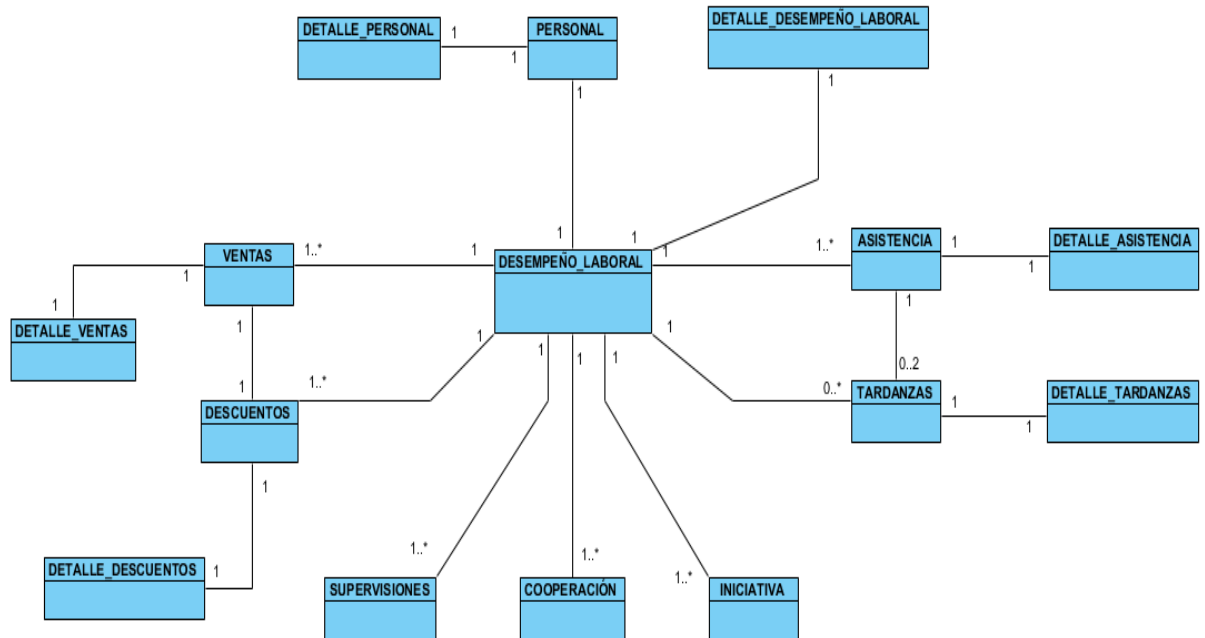 DETALLE_PERSONAL
1
1
PERSONAL
1
DETALLE_DESEMPEÑO_LABORAL
1
VENTAS
1..*
1
1
1
DETALLE_VENTAS
1
1
1
DESEMPEÑO_LABORAL
1
1
1
1
1
1
1
1..*
ASISTENCIA
1
1
DETALLE_ASISTENCIA
1
0..2
0..*
TARDANZAS
1
1
DETALLE_TARDANZAS
1
1..*
DESCUENTOS
1
DETALLE_DESCUENTOS
1
1..*
SUPERVISIONES
1..*
COOPERACIÓN
1..*
INICIATIVA